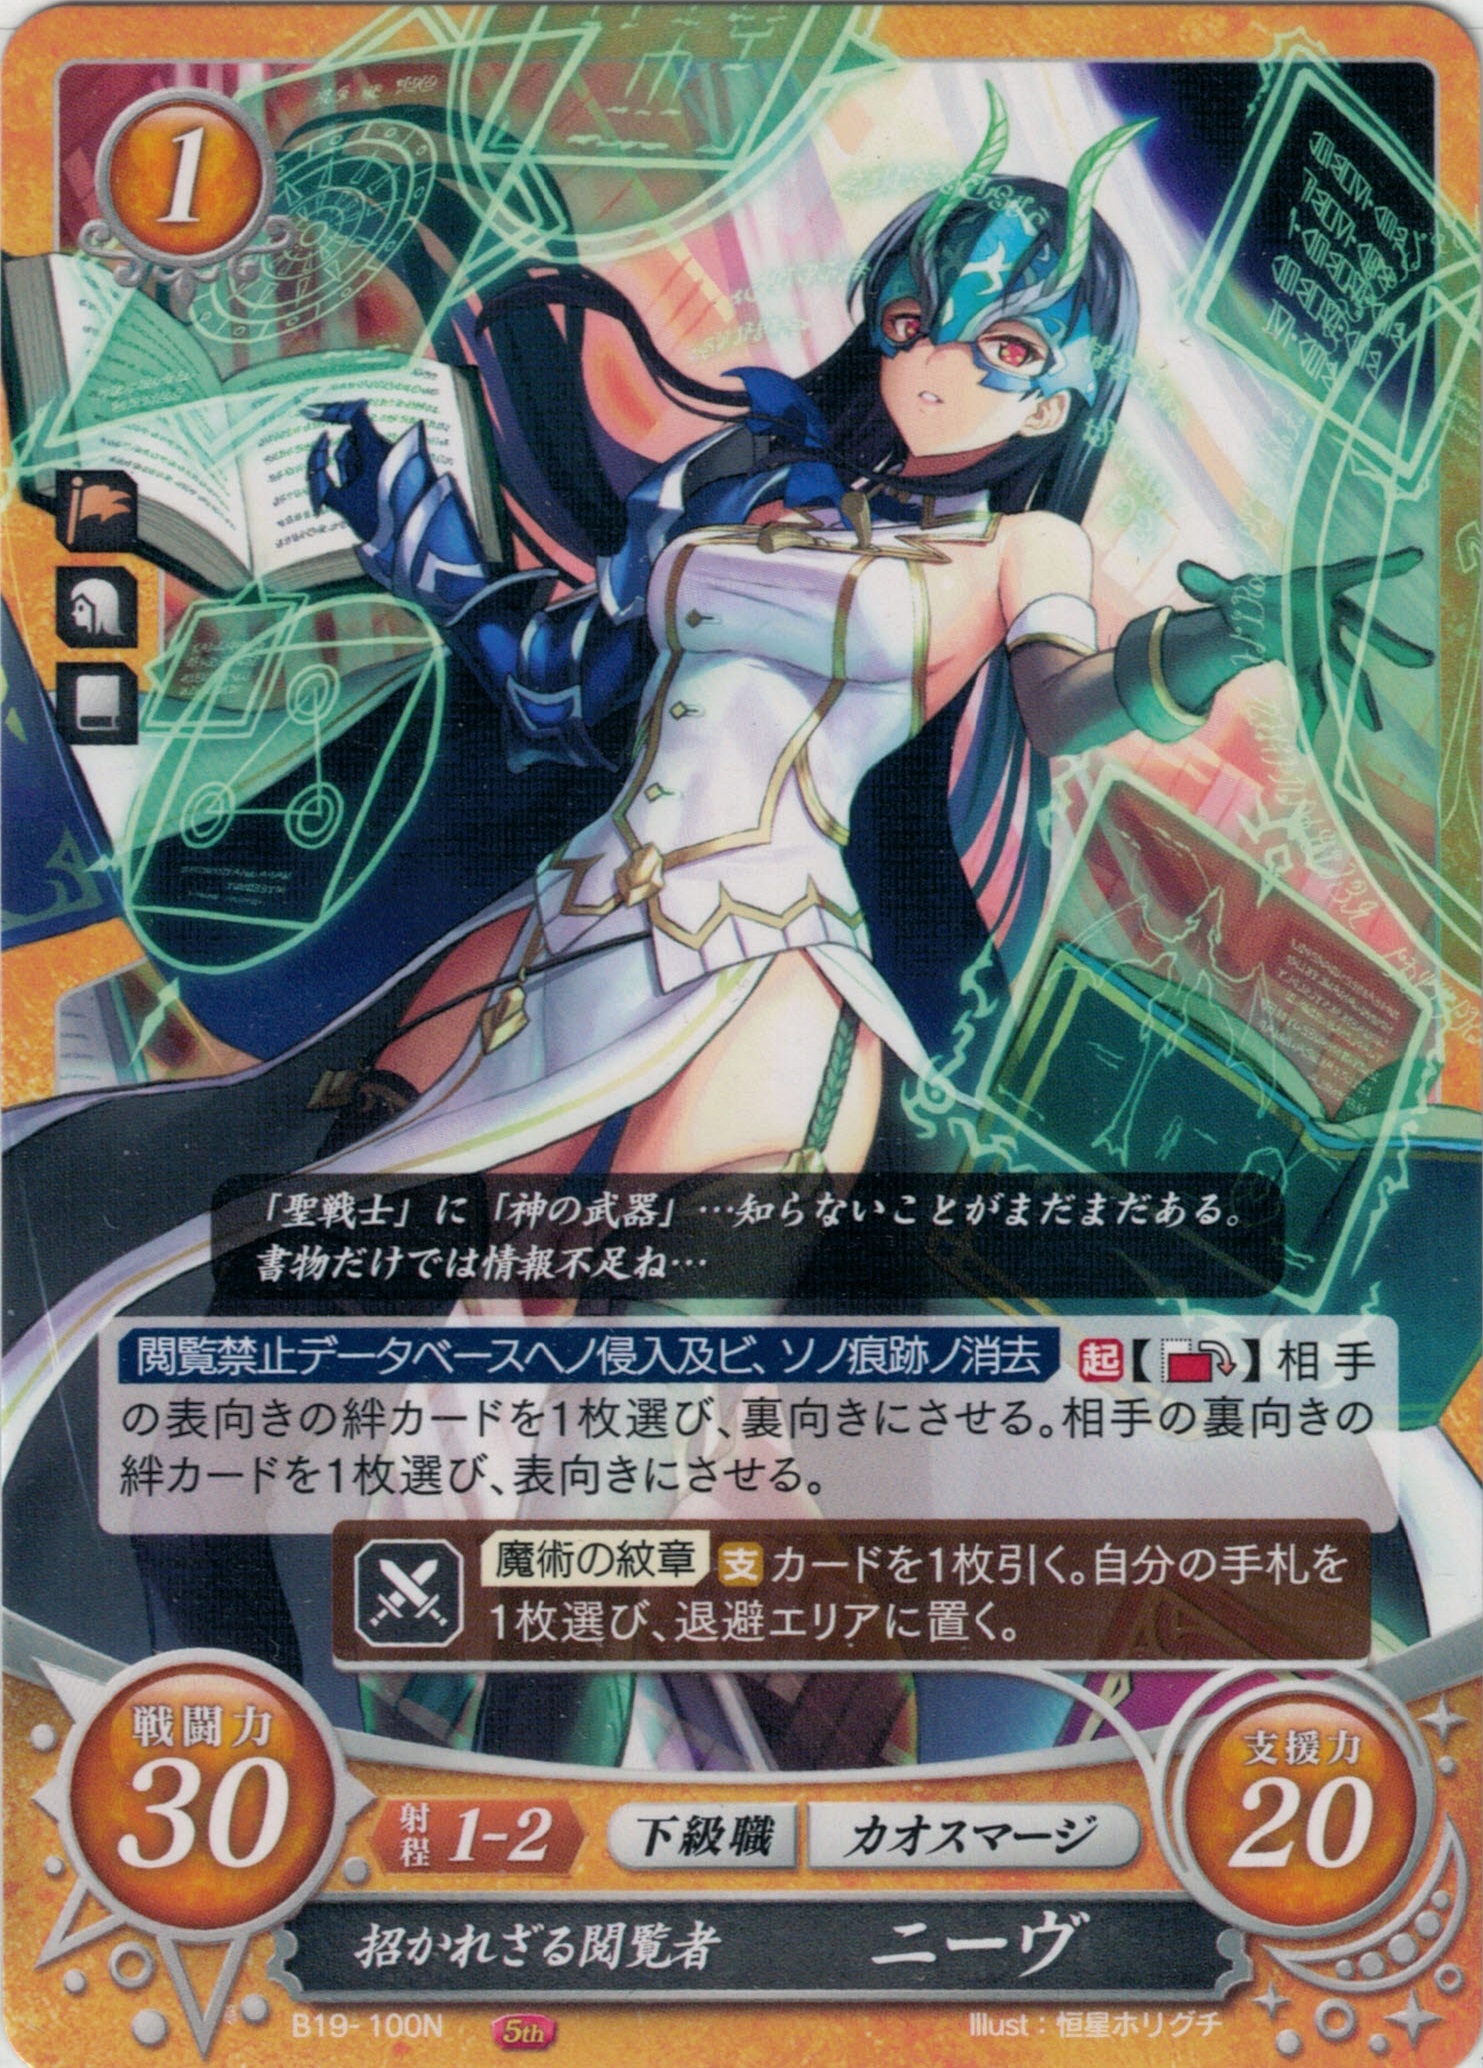 1
「聖戦士」に「神の武器」…知らないことがまだまだある。
書物だけでは情報不足ね…
閲覧禁止データベースヘノ侵入及ビ、ソノ痕跡ノ消去 起【】相手
の表向きの絆カードを1枚選び、裏向きにさせる。相手の裏向きの
絆カードを1枚選び、表向きにさせる。
魔術の紋章 支 カードを1枚引く。自分の手札を
1枚選び、退避エリアに置く。
戦闘力
30
射程 1-2
下級職
カオスマージ
支援力
20
招かれざる閲覧者 ニーヴ
B19-100N
5th
Illust：恒星ホリグチ